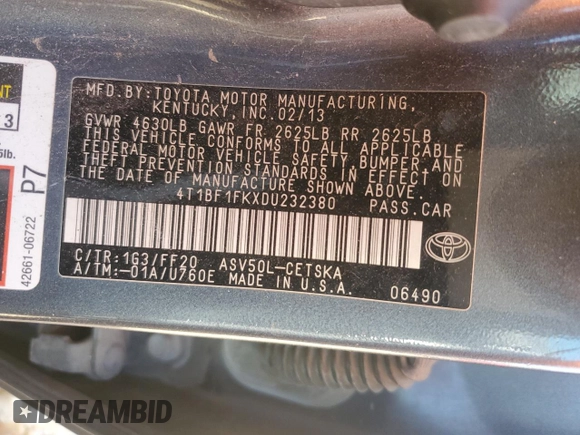 MFD.BY:TOYOTA MOTOR MANUFACTURING,
KENTUCKY,INC.02/13
GVWR 4630LB GAWR FR 2625LB RR 2625LB
THIS VEHICLE CONFORMS TO ALL APPLICABLE
FEDERAL MOTOR VEHICLE SAFETY, BUMPER AND
THEFT PREVENTION STANDARDS IN EFFECT ON
THE DATE OF MANUFACTURE SHOWN ABOVE.
4T1BF1FKXDU232380 PASS.CAR
C/TR:1G3/FF20 ASV50L-CETSKA
A/TM:-01A/U760E MADE IN U.S.A.
06490
3
lb.
P7
42661-06722
DREAMBID